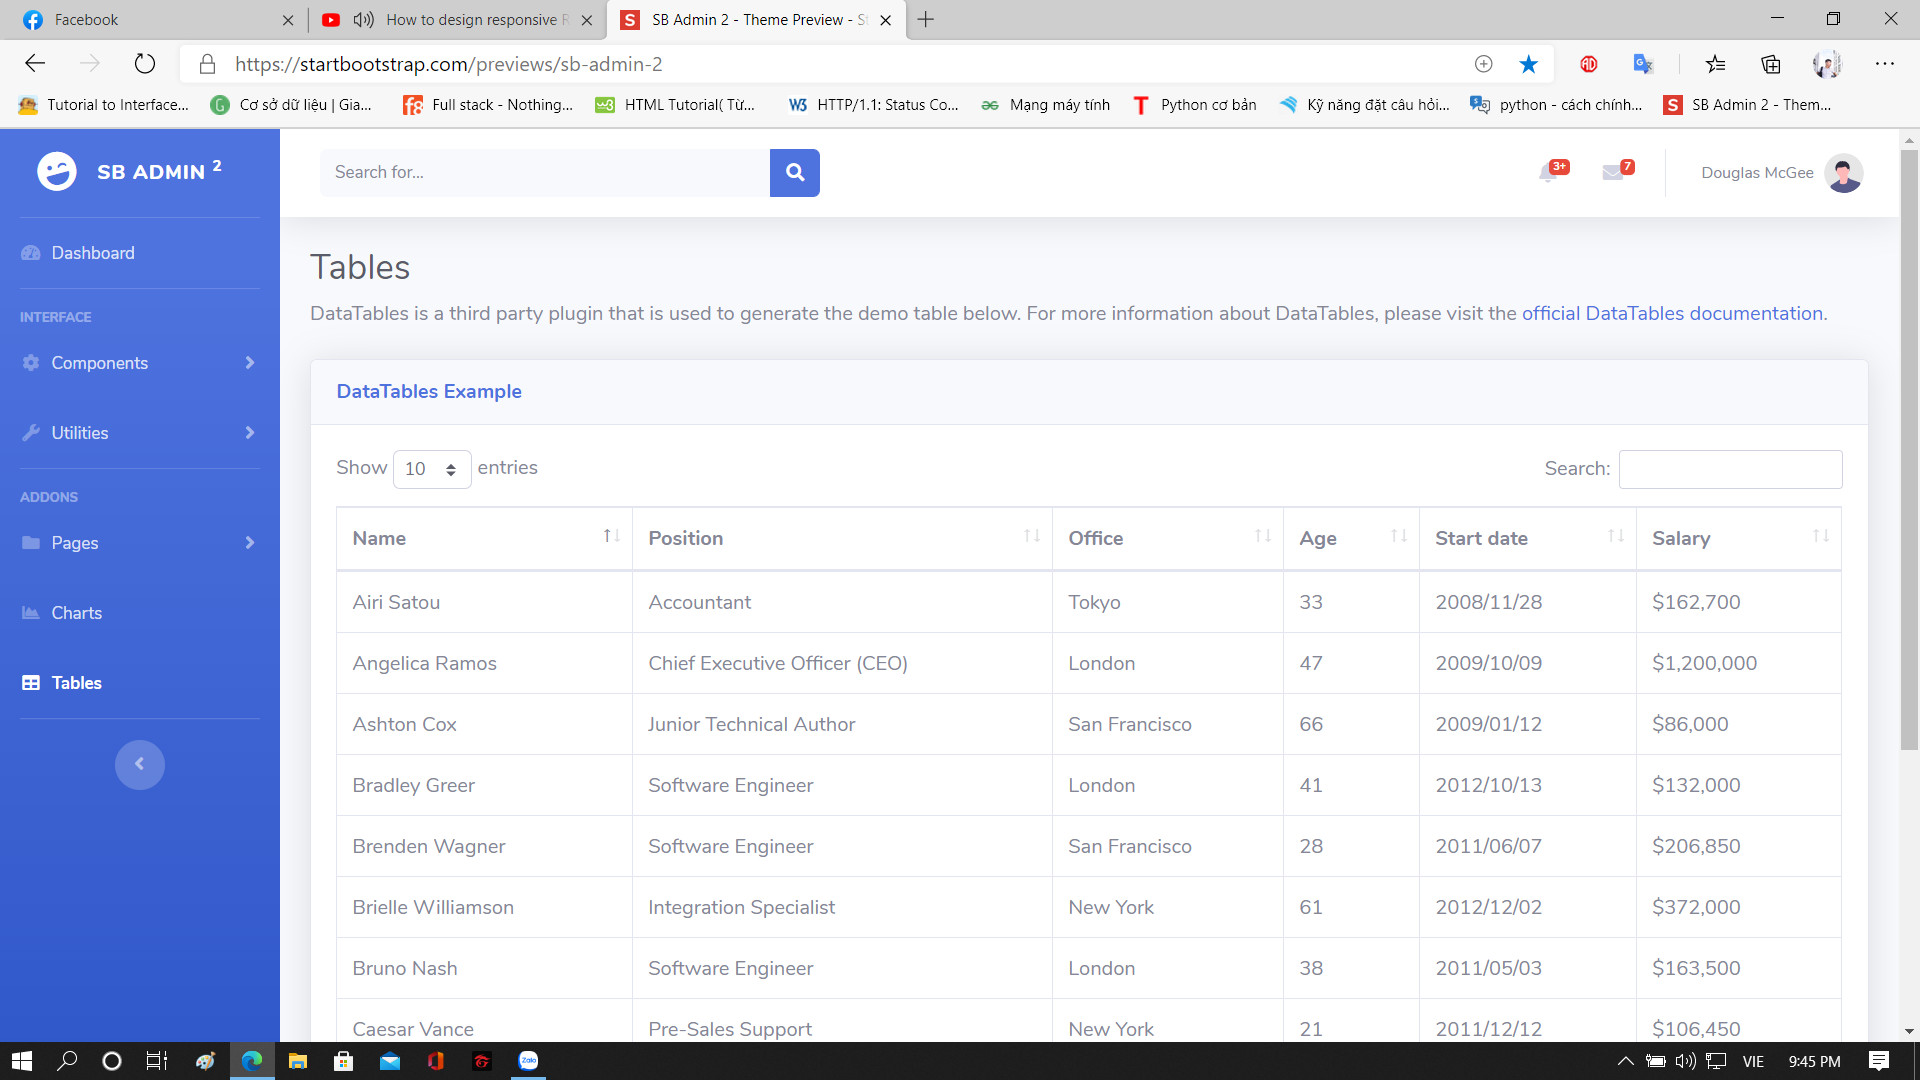 Facebook
How to design responsive
SB Admin 2 - Theme Preview -
https://startbootstrap.com/previews/sb-admin-2
Tutorial to Interface...
Cơ sở dữ liệu | Gia...
Full stack - Nothing...
HTML Tutorial( Từ...
HTTP/1.1: Status Co...
Mạng máy tính
Python cơ bản
Kỹ năng đặt câu hỏi...
python - cách chính...
SB Admin 2 - Them...
SB ADMIN 2
Search for...
3+
7
Douglas McGee
Dashboard
INTERFACE
Components
Utilities
ADDONS
Pages
Charts
Tables
Tables
DataTables is a third party plugin that is used to generate the demo table below. For more information about DataTables, please visit the official DataTables documentation.
DataTables Example
Show 10 entries
Search:
Name Position Office Age Start date Salary
Airi Satou Accountant Tokyo 33 2008/11/28 $162,700
Angelica Ramos Chief Executive Officer (CEO) London 47 2009/10/09 $1,200,000
Ashton Cox Junior Technical Author San Francisco 66 2009/01/12 $86,000
Bradley Greer Software Engineer London 41 2012/10/13 $132,000
Brenden Wagner Software Engineer San Francisco 28 2011/06/07 $206,850
Brielle Williamson Integration Specialist New York 61 2012/12/02 $372,000
Bruno Nash Software Engineer London 38 2011/05/03 $163,500
Caesar Vance Pre-Sales Support New York 21 2011/12/12 $106,450
Zalo
VIE
9:45 PM